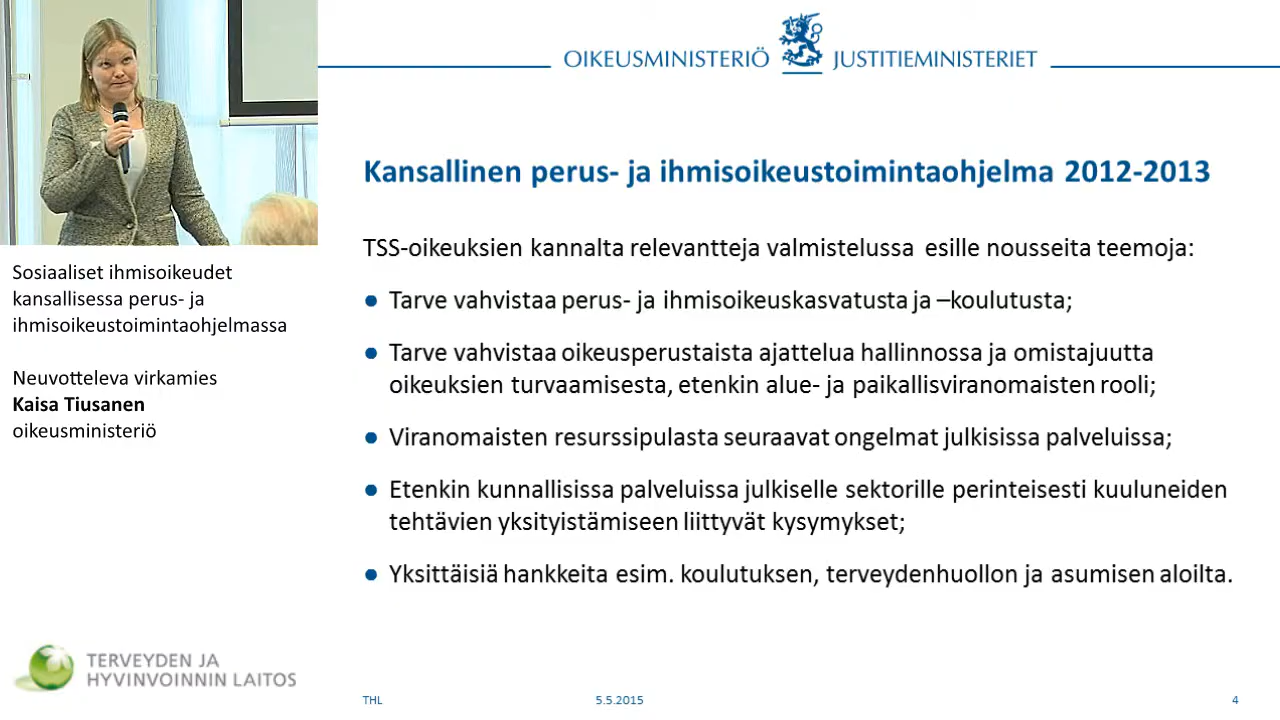 OIKEUSMINISTERIÖ JUSTITIEMINISTERIET
Kansallinen perus- ja ihmisoikeustoimintaohjelma 2012-2013
TSS-oikeuksien kannalta relevantteja valmistelussa esille nousseita teemoja:
● Tarve vahvistaa perus- ja ihmisoikeuskasvatusta ja –koulutusta;
● Tarve vahvistaa oikeusperustaista ajattelua hallinnossa ja omistajuutta
oikeuksien turvaamisesta, etenkin alue- ja paikallisviranomaisten rooli;
● Viranomaisten resurssipulasta seuraavat ongelmat julkisissa palveluissa;
● Etenkin kunnallisissa palveluissa julkiselle sektorille perinteisesti kuuluneiden
tehtävien yksityistämiseen liittyvät kysymykset;
● Yksittäisiä hankkeita esim. koulutuksen, terveydenhuollon ja asumisen aloilta.
Sosiaaliset ihmisoikeudet
kansallisessa perus- ja
ihmisoikeustoimintaohjelmassa
Neuvotteleva virkamies
Kaisa Tiusanen
oikeusministeriö
TERVEYDEN JA
HYVINVOINNIN LAITOS
THL 5.5.2015 4